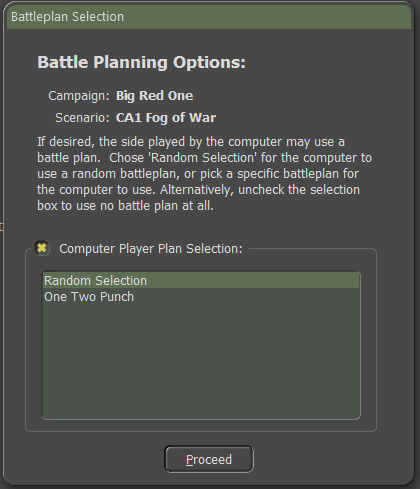 Battleplan Selection
Battle Planning Options:
Campaign: Big Red One
Scenario: CA1 Fog of War
If desired, the side played by the computer may use a
battle plan. Chose 'Random Selection' for the computer to
use a random battleplan, or pick a specific battleplan for
the computer to use. Alternatively, uncheck the selection
box to use no battle plan at all.
Computer Player Plan Selection:
Random Selection
One Two Punch
Proceed